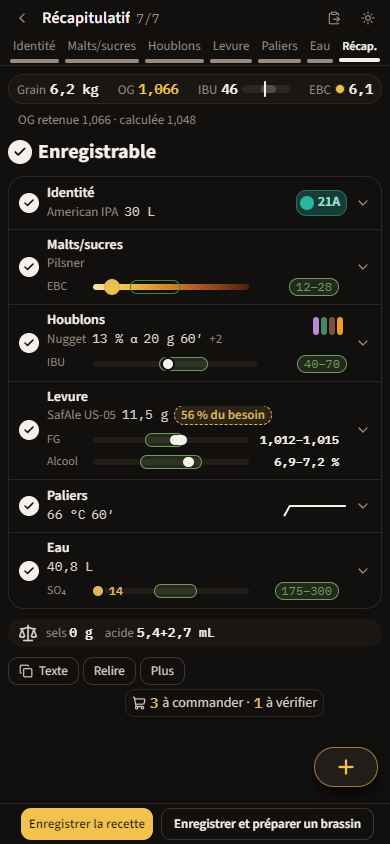 Récapitulatif 7/7
Identité Malts/sucres Houblons Levure Paliers Eau Récap.
Grain 6,2 kg OG 1,066 IBU 46 EBC 6,1
OG retenue 1,066 · calculée 1,048
Enregistrable
Identité
American IPA 30 L 21A
Malts/sucres
Pilsner
EBC 12–28
Houblons
Nugget 13 % α 20 g 60′ +2
IBU 40–70
Levure
SafAle US-05 11,5 g 56 % du besoin
FG 1,012–1,015
Alcool 6,9–7,2 %
Paliers
66 °C 60′
Eau
40,8 L
SO₄ 14 175–300
sels 0 g acide 5,4+2,7 mL
Texte Relire Plus
3 à commander · 1 à vérifier
+
Enregistrer la recette Enregistrer et préparer un brassin